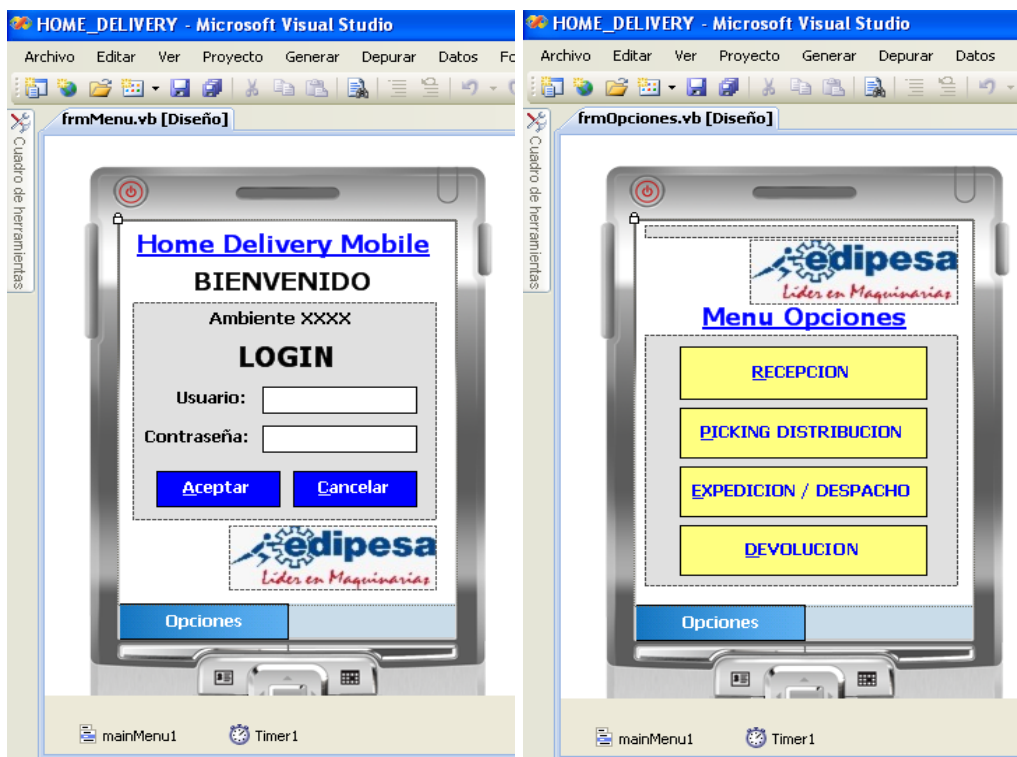 HOME_DELIVERY - Microsoft Visual Studio
Archivo Editar Ver Proyecto Generar Depurar Datos Fo
frmMenu.vb [Diseño]
Cuadro de herramientas
Home Delivery Mobile
BIENVENIDO
Ambiente XXXX
LOGIN
Usuario:
Contraseña:
Aceptar Cancelar
edipesa
Líder en Maquinarias
Opciones
mainMenu1 Timer1
HOME_DELIVERY - Microsoft Visual Studio
Archivo Editar Ver Proyecto Generar Depurar Datos
frmOpciones.vb [Diseño]
Cuadro de herramientas
edipesa
Líder en Maquinarias
Menu Opciones
RECEPCION
PICKING DISTRIBUCION
EXPEDICION / DESPACHO
DEVOLUCION
Opciones
mainMenu1 Timer1